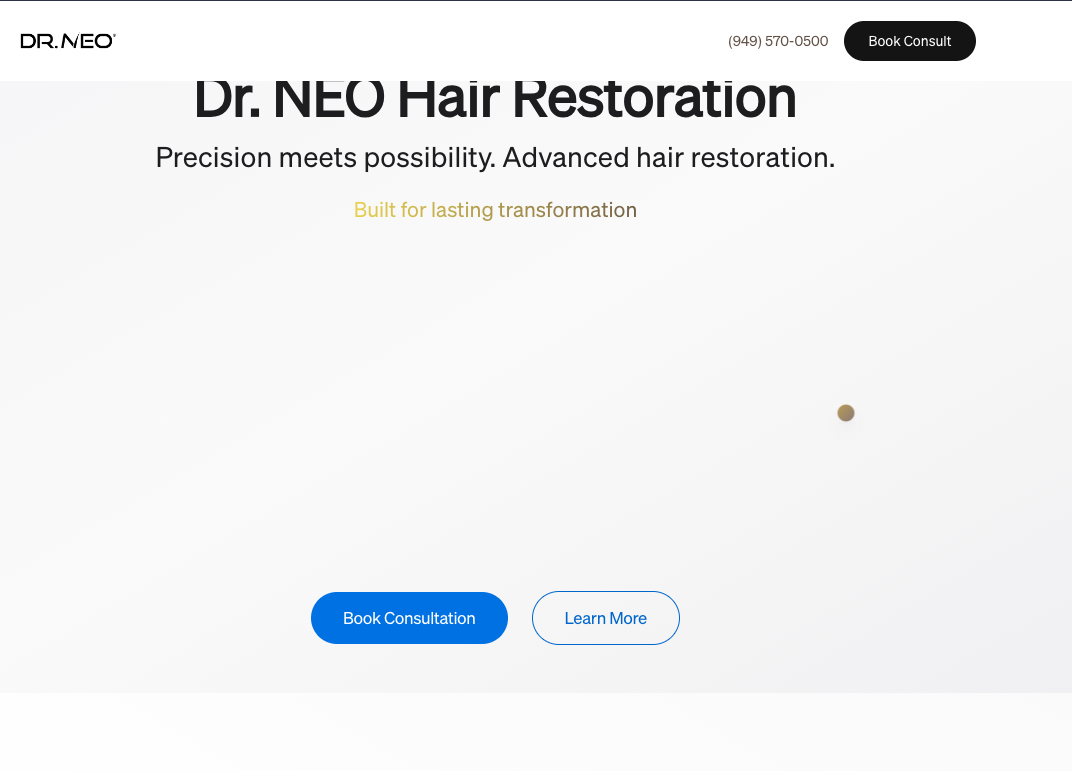 DR. NEO®
(949) 570-0500
Book Consult
Dr. NEO Hair Restoration
Precision meets possibility. Advanced hair restoration.
Built for lasting transformation
Book Consultation
Learn More